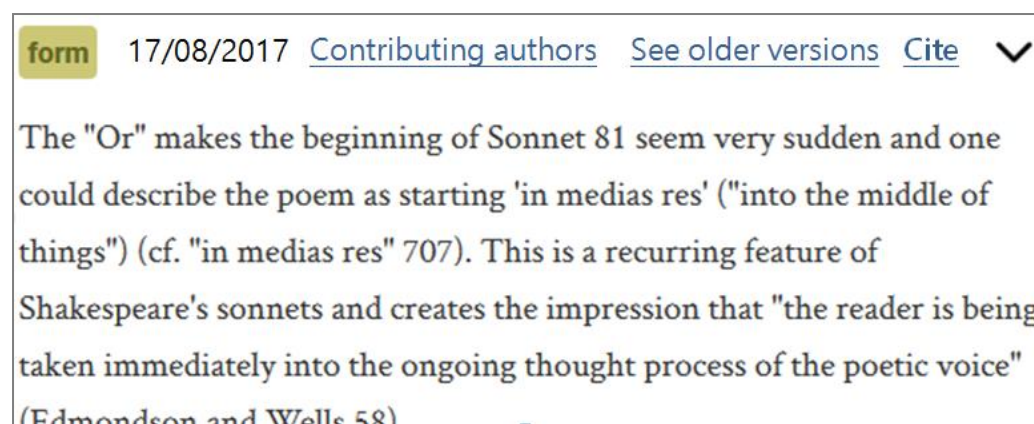 form 17/08/2017 Contributing authors See older versions Cite
The "Or" makes the beginning of Sonnet 81 seem very sudden and one
could describe the poem as starting 'in medias res' ("into the middle of
things") (cf. "in medias res" 707). This is a recurring feature of
Shakespeare's sonnets and creates the impression that "the reader is being
taken immediately into the ongoing thought process of the poetic voice"
(Edmondson and Wells 58)